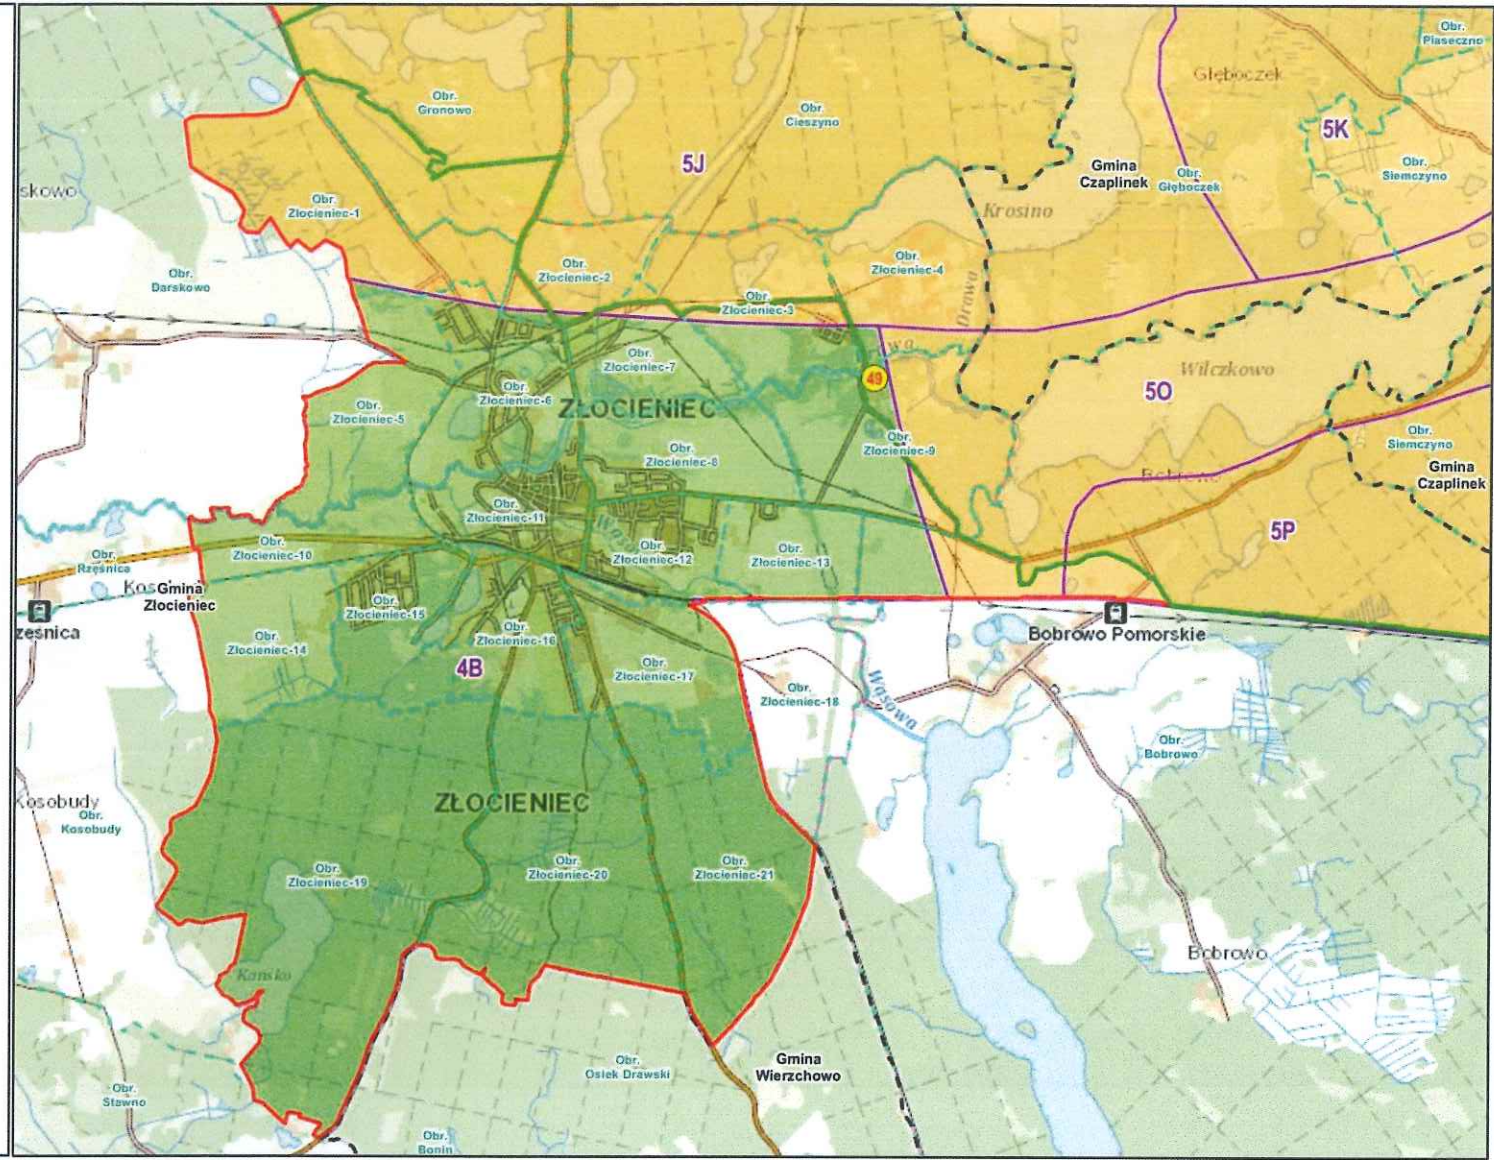 Obr.
Piaseczno
Głęboczek
Obr.
Gronowo
Obr.
Cieszyno
5K
5J
Gmina
Czaplinek
Obr.
Głęboczek
Obr.
Siemczyno
skowo
Obr.
Złocieniec-1
Krosino
Obr.
Darskowo
Obr.
Złocieniec-2
Obr.
Złocieniec-4
Drawa
Obr.
Złocieniec-3
Obr.
Złocieniec-7
wa
Wilczkowo
49
Obr.
Złocieniec-6
5O
Obr.
Złocieniec-5
ZŁOCIENIEC
Obr.
Złocieniec-9
Obr.
Siemczyno
Obr.
Złocieniec-8
Gmina
Czaplinek
Bobrowo
Obr.
Złocieniec-11
5P
Obr.
Złocieniec-10
Obr.
Złocieniec-12
Obr.
Złocieniec-13
Obr.
Rzęśnica
Gmina
Złocieniec
Obr.
Złocieniec-15
rześnica
Bobrowo Pomorskie
Obr.
Złocieniec-14
Obr.
Złocieniec-16
4B
Obr.
Złocieniec-17
Obr.
Złocieniec-18
Wąsowa
Obr.
Bobrowo
Kosobudy
Obr.
Kosobudy
ZŁOCIENIEC
Obr.
Złocieniec-19
Obr.
Złocieniec-20
Obr.
Złocieniec-21
Bobrowo
Kańsko
Obr.
Osiek Drawski
Gmina
Wierzchowo
Obr.
Stawno
Obr.
Bonin